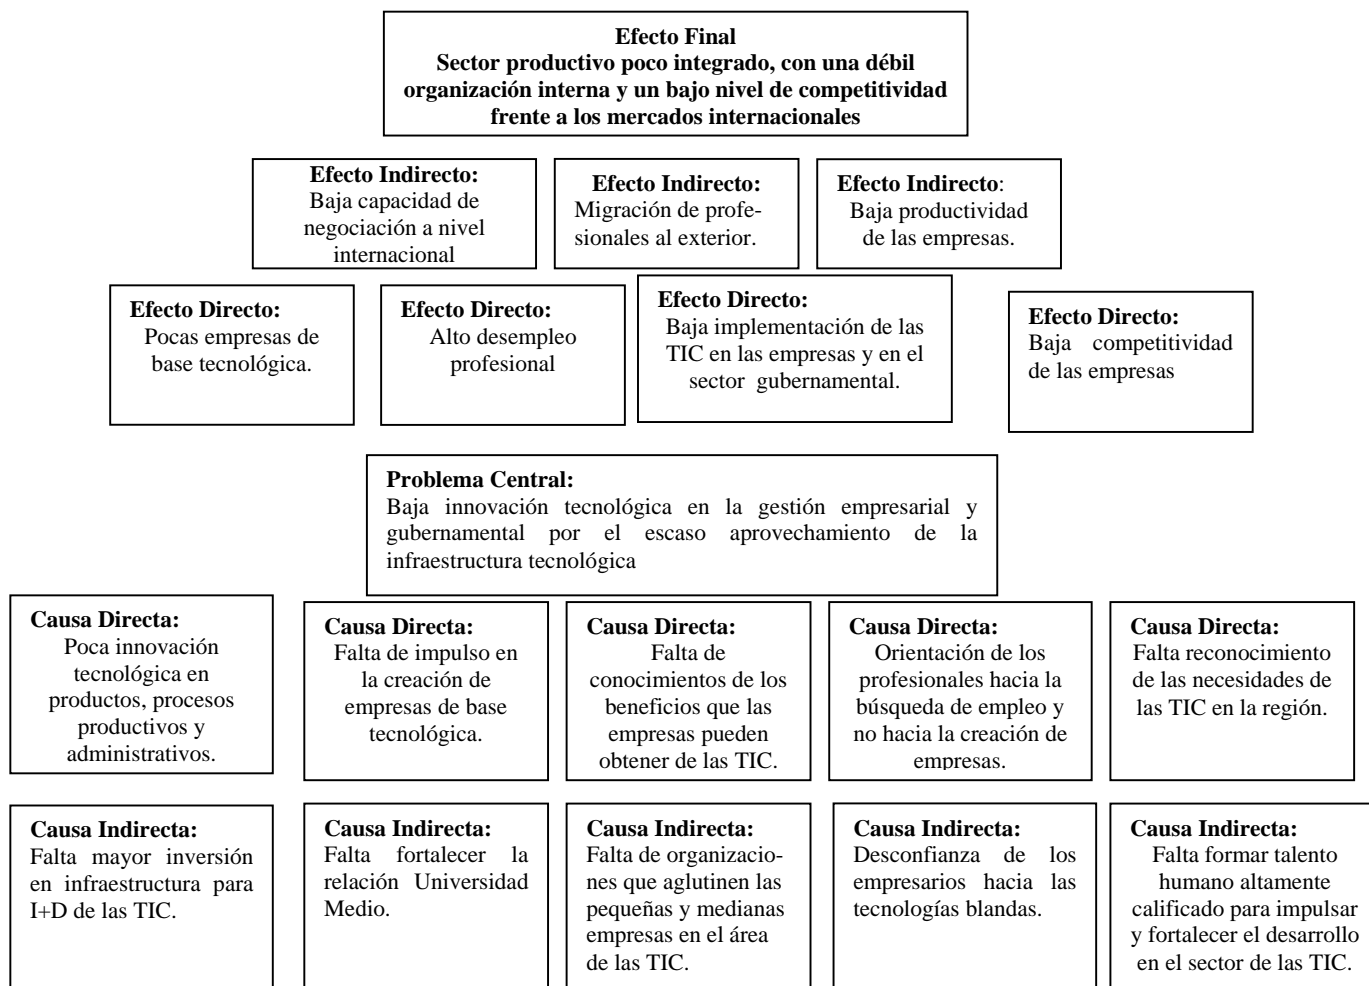 Efecto Final
Sector productivo poco integrado, con una débil
organización interna y un bajo nivel de competitividad
frente a los mercados internacionales
Efecto Indirecto:
Baja capacidad de
negociación a nivel
internacional
Efecto Indirecto:
Migración de profe-
sionales al exterior.
Efecto Indirecto:
Baja productividad
de las empresas.
Efecto Directo:
Pocas empresas de
base tecnológica.
Efecto Directo:
Alto desempleo
profesional
Efecto Directo:
Baja implementación de las
TIC en las empresas y en el
sector gubernamental.
Efecto Directo:
Baja competitividad
de las empresas
Problema Central:
Baja innovación tecnológica en la gestión empresarial y
gubernamental por el escaso aprovechamiento de la
infraestructura tecnológica
Causa Directa:
Poca innovación
tecnológica en
productos, procesos
productivos y
administrativos.
Causa Directa:
Falta de impulso en
la creación de
empresas de base
tecnológica.
Causa Directa:
Falta de
conocimientos de los
beneficios que las
empresas pueden
obtener de las TIC.
Causa Directa:
Orientación de los
profesionales hacia la
búsqueda de empleo y
no hacia la creación de
empresas.
Causa Directa:
Falta reconocimiento
de las necesidades de
las TIC en la región.
Causa Indirecta:
Falta mayor inversión
en infraestructura para
I+D de las TIC.
Causa Indirecta:
Falta fortalecer la
relación Universidad
Medio.
Causa Indirecta:
Falta de organizacio-
nes que aglutinen las
pequeñas y medianas
empresas en el área
de las TIC.
Causa Indirecta:
Desconfianza de los
empresarios hacia las
tecnologías blandas.
Causa Indirecta:
Falta formar talento
humano altamente
calificado para impulsar
y fortalecer el desarrollo
en el sector de las TIC.